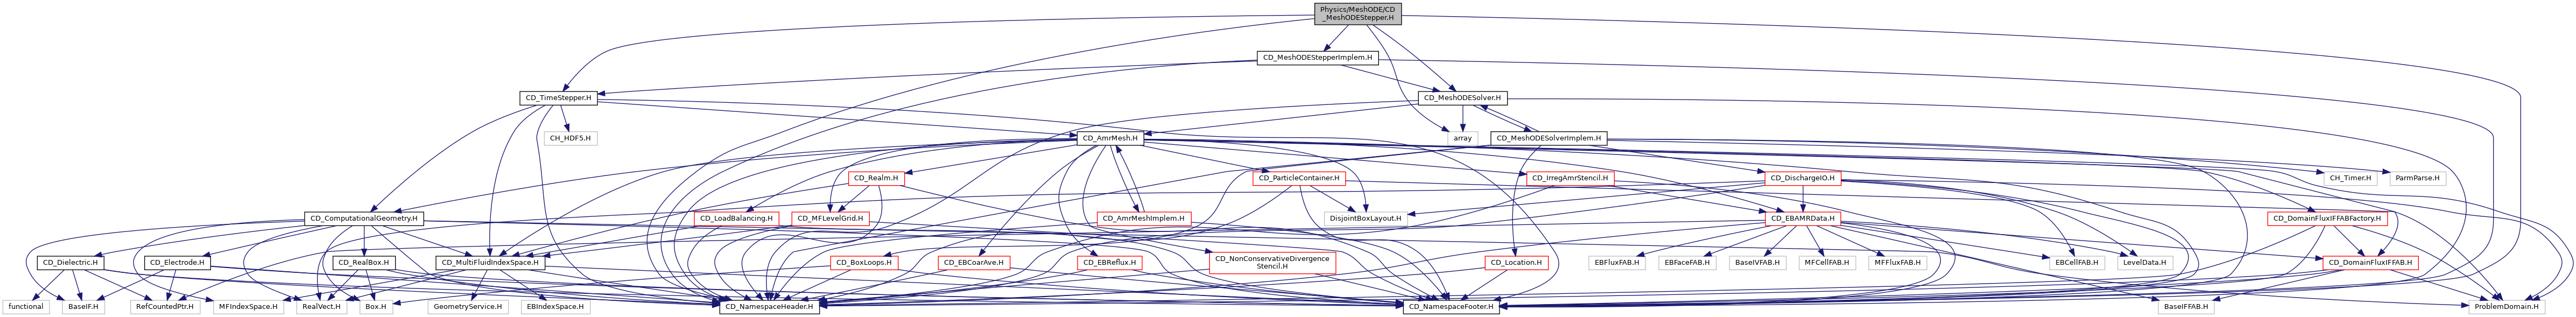 Physics/MeshODE/CD
_MeshODEStepper.H
CD_MeshODEStepperImplem.H
CD_TimeStepper.H
CD_MeshODESolver.H
CH_HDF5.H
CD_AmrMesh.H
array
CD_MeshODESolverImplem.H
CD_Realm.H
CD_ParticleContainer.H
CD_IrregAmrStencil.H
CD_DischargeIO.H
CH_Timer.H
ParmParse.H
CD_ComputationalGeometry.H
CD_LoadBalancing.H
CD_MFLevelGrid.H
CD_AmrMeshImplem.H
DisjointBoxLayout.H
CD_EBAMRData.H
CD_DomainFluxIFFABFactory.H
CD_Dielectric.H
CD_Electrode.H
CD_RealBox.H
CD_MultiFluidIndexSpace.H
CD_BoxLoops.H
CD_EBCoarAve.H
CD_EBReflux.H
CD_NonConservativeDivergence
Stencil.H
CD_Location.H
EBFluxFAB.H
EBFaceFAB.H
BaseIVFAB.H
MFCellFAB.H
MFFluxFAB.H
EBCellFAB.H
LevelData.H
CD_DomainFluxIFFAB.H
functional
BaseIF.H
RefCountedPtr.H
MFIndexSpace.H
RealVect.H
Box.H
GeometryService.H
EBIndexSpace.H
CD_NamespaceHeader.H
CD_NamespaceFooter.H
BaseIFFAB.H
ProblemDomain.H